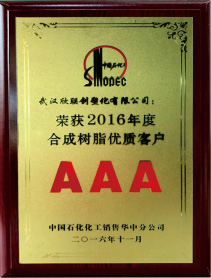 中国石化
SINOPEC
武汉欣联创塑化有限公司：
荣获2016年度
合成树脂优质客户
AAA
中国石化化工销售华中分公司
二〇一六年十一月